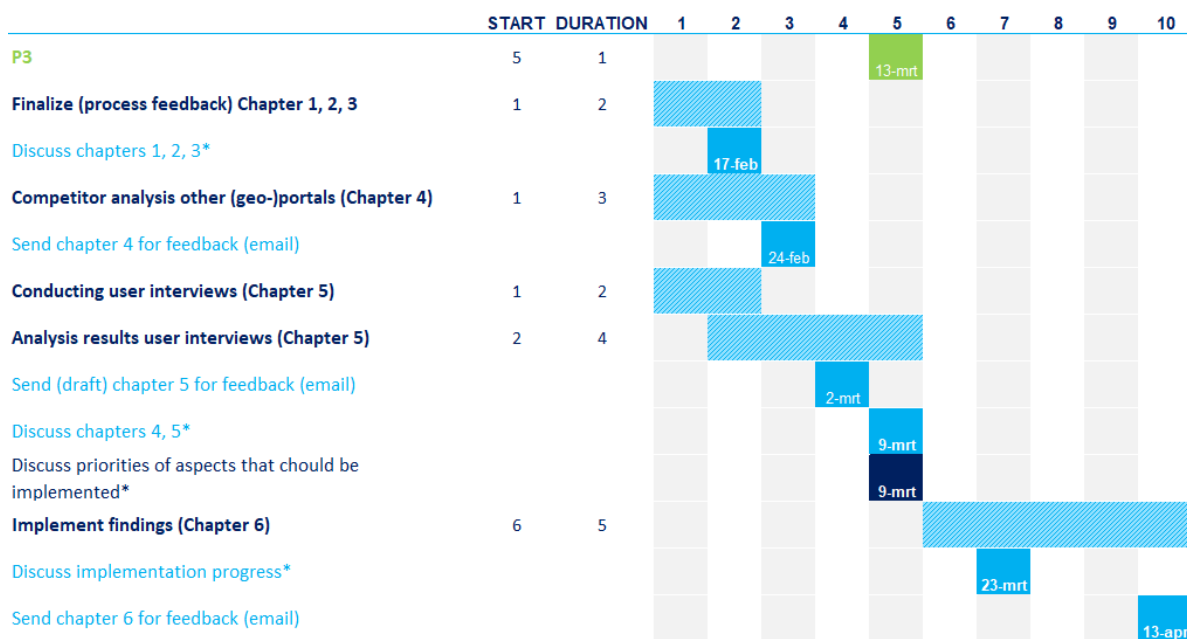 START DURATION 1 2 3 4 5 6 7 8 9 10
P3 5 1 13-mrt
Finalize (process feedback) Chapter 1, 2, 3 1 2
Discuss chapters 1, 2, 3* 17-feb
Competitor analysis other (geo-)portals (Chapter 4) 1 3
Send chapter 4 for feedback (email) 24-feb
Conducting user interviews (Chapter 5) 1 2
Analysis results user interviews (Chapter 5) 2 4
Send (draft) chapter 5 for feedback (email) 2-mrt
Discuss chapters 4, 5* 9-mrt
Discuss priorities of aspects that chould be
implemented* 9-mrt
Implement findings (Chapter 6) 6 5
Discuss implementation progress* 23-mrt
Send chapter 6 for feedback (email) 13-apr